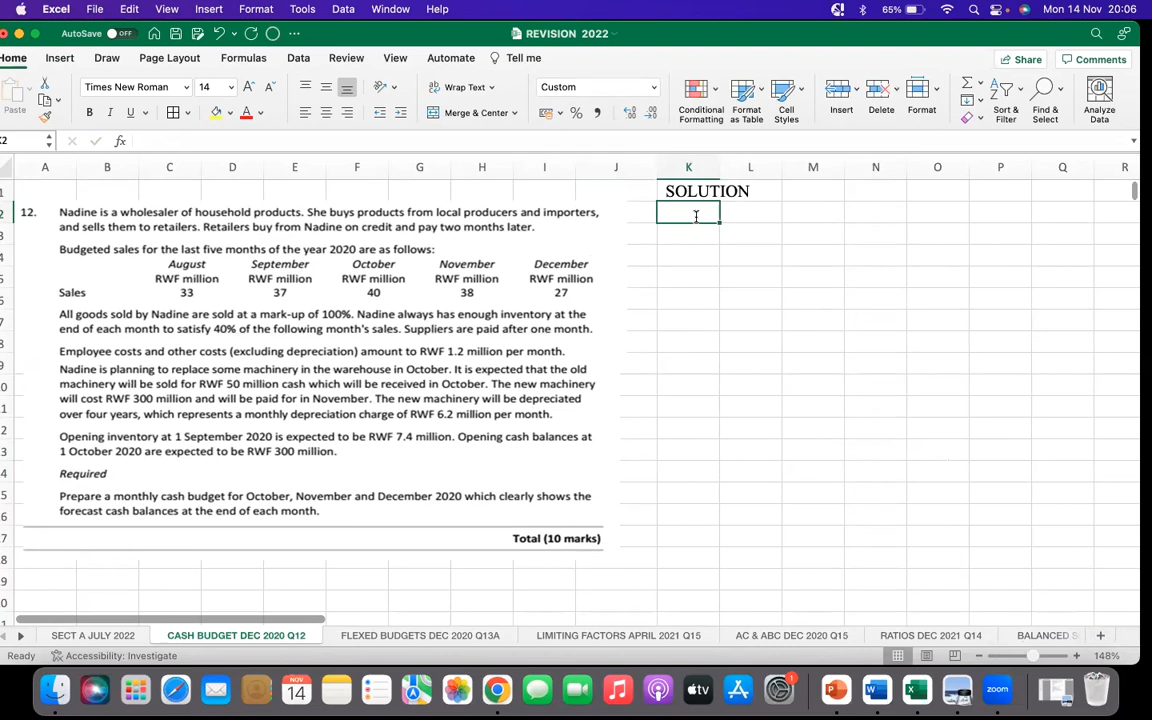 Excel File Edit View Insert Format Tools Data Window Help 65% Mon 14 Nov 20:06
AutoSave OFF REVISION 2022
Home Insert Draw Page Layout Formulas Data Review View Automate Tell me Share Comments
Paste Times New Roman 14 Wrap Text Custom
B I U Merge & Center % Conditional Formatting Format as Table Cell Styles Insert Delete Format Sort & Filter Find & Select Analyze Data
K2 fx
A B C D E F G H I J K L M N O P Q R
SOLUTION
12. Nadine is a wholesaler of household products. She buys products from local producers and importers,
and sells them to retailers. Retailers buy from Nadine on credit and pay two months later.
Budgeted sales for the last five months of the year 2020 are as follows:
August September October November December
RWF million RWF million RWF million RWF million RWF million
Sales 33 37 40 38 27
All goods sold by Nadine are sold at a mark-up of 100%. Nadine always has enough inventory at the
end of each month to satisfy 40% of the following month's sales. Suppliers are paid after one month.
Employee costs and other costs (excluding depreciation) amount to RWF 1.2 million per month.
Nadine is planning to replace some machinery in the warehouse in October. It is expected that the old
machinery will be sold for RWF 50 million cash which will be received in October. The new machinery
will cost RWF 300 million and will be paid for in November. The new machinery will be depreciated
over four years, which represents a monthly depreciation charge of RWF 6.2 million per month.
Opening inventory at 1 September 2020 is expected to be RWF 7.4 million. Opening cash balances at
1 October 2020 are expected to be RWF 300 million.
Required
Prepare a monthly cash budget for October, November and December 2020 which clearly shows the
forecast cash balances at the end of each month.
Total (10 marks)
SECT A JULY 2022 CASH BUDGET DEC 2020 Q12 FLEXED BUDGETS DEC 2020 Q13A LIMITING FACTORS APRIL 2021 Q15 AC & ABC DEC 2020 Q15 RATIOS DEC 2021 Q14 BALANCED
Ready Accessibility: Investigate 148%
NOV
14
tv
1
zoom